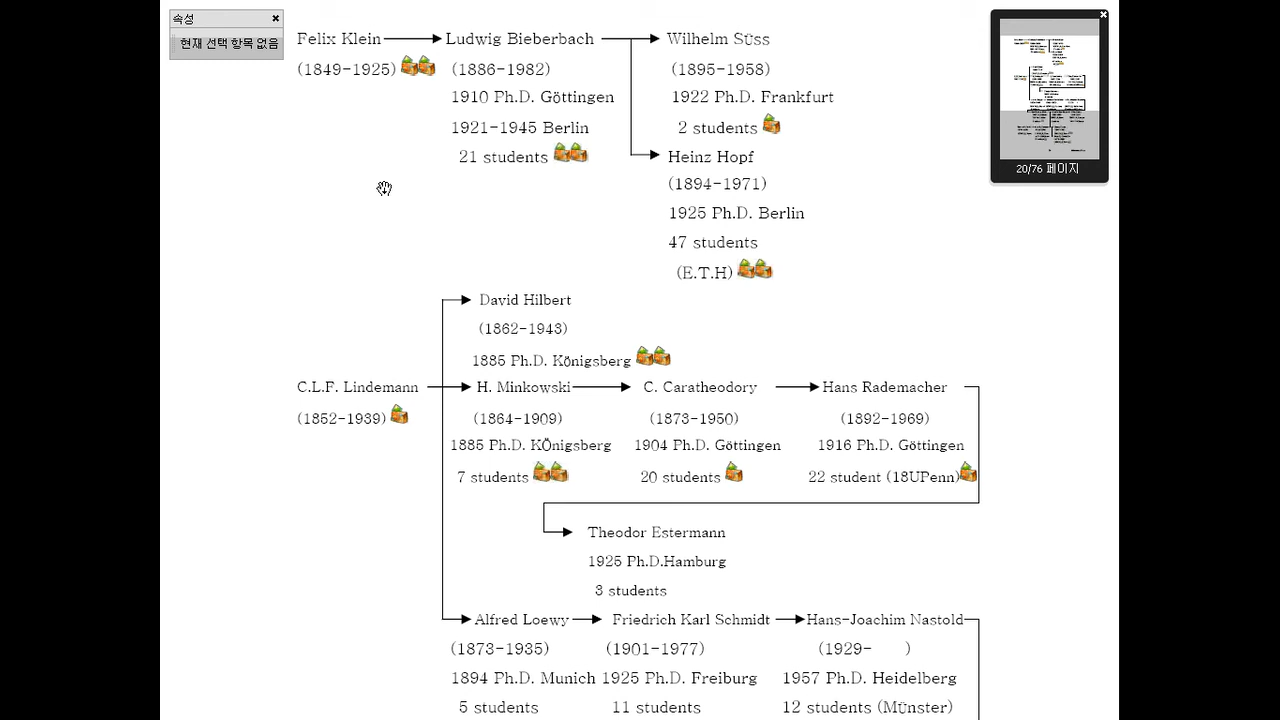 속성
현재 선택 항목 없음
20/76 페이지
Felix Klein
(1849-1925)
Ludwig Bieberbach
(1886-1982)
1910 Ph.D. Göttingen
1921-1945 Berlin
21 students
Wilhelm SÜss
(1895-1958)
1922 Ph.D. Frankfurt
2 students
Heinz Hopf
(1894-1971)
1925 Ph.D. Berlin
47 students
(E.T.H)
C.L.F. Lindemann
(1852-1939)
David Hilbert
(1862-1943)
1885 Ph.D. Königsberg
H. Minkowski
(1864-1909)
1885 Ph.D. KÖnigsberg
7 students
C. Caratheodory
(1873-1950)
1904 Ph.D. Göttingen
20 students
Hans Rademacher
(1892-1969)
1916 Ph.D. Göttingen
22 student (18UPenn)
Theodor Estermann
1925 Ph.D.Hamburg
3 students
Alfred Loewy
(1873-1935)
1894 Ph.D. Munich
5 students
Friedrich Karl Schmidt
(1901-1977)
1925 Ph.D. Freiburg
11 students
Hans-Joachim Nastold
(1929- )
1957 Ph.D. Heidelberg
12 students (MÜnster)